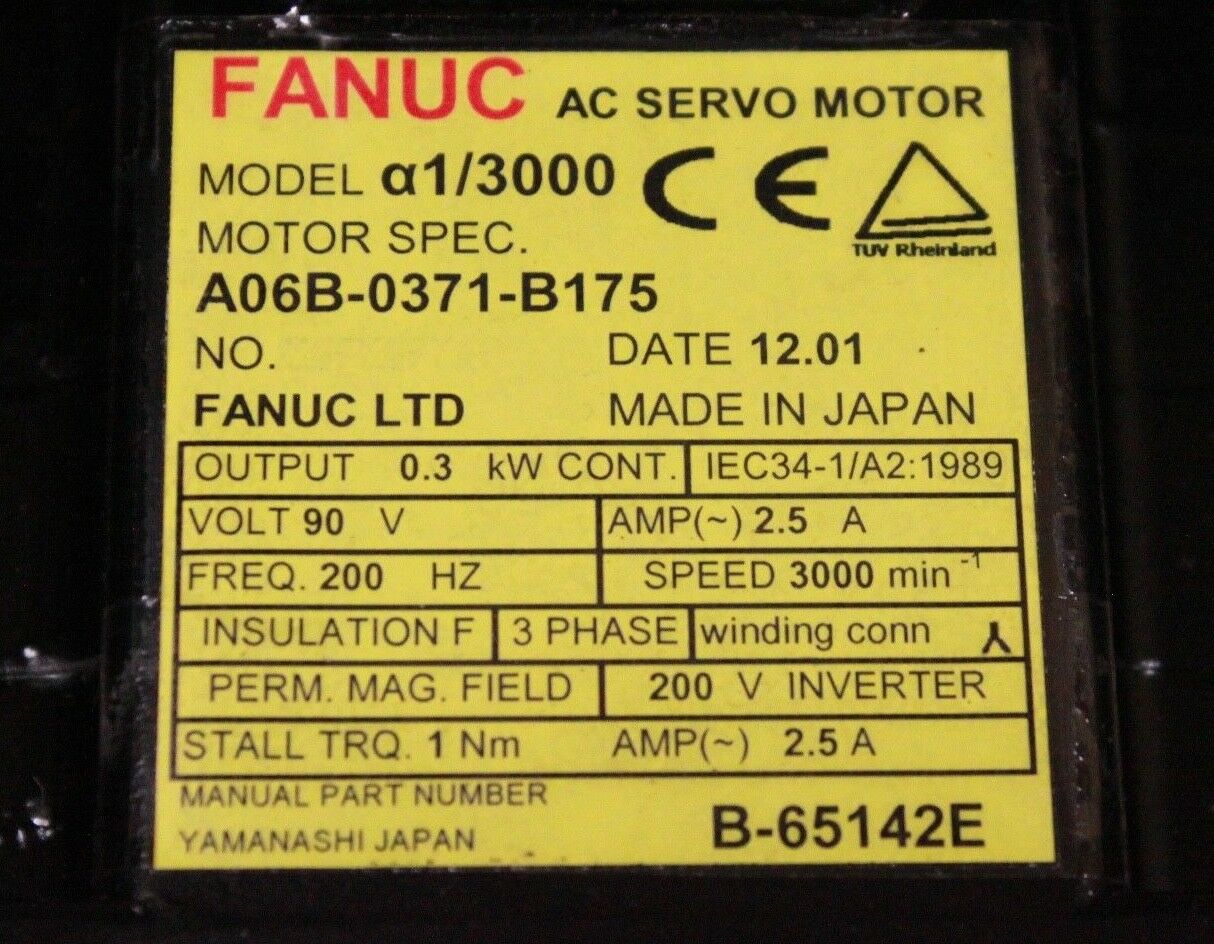 FANUC AC SERVO MOTOR
MODEL α1/3000 CE
TUV Rheinland
MOTOR SPEC.
A06B-0371-B175
NO. DATE 12.01
FANUC LTD MADE IN JAPAN
OUTPUT 0.3 kW CONT. IEC34-1/A2:1989
VOLT 90 V AMP(~) 2.5 A
FREQ. 200 HZ SPEED 3000 min -1
INSULATION F 3 PHASE winding conn
PERM. MAG. FIELD 200 V INVERTER
STALL TRQ. 1 Nm AMP(~) 2.5 A
MANUAL PART NUMBER
YAMANASHI JAPAN B-65142E